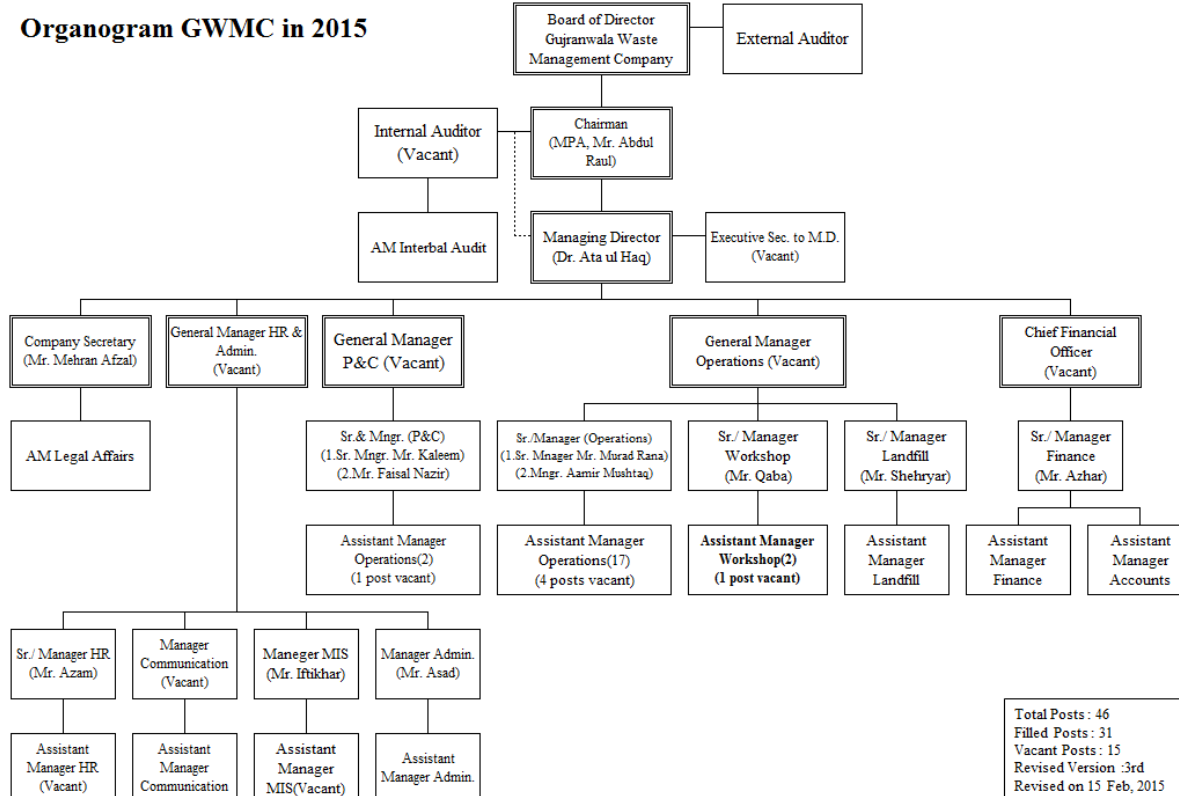 Organogram GWMC in 2015
Board of Director
Gujranwala Waste
Management Company
External Auditor
Internal Auditor
(Vacant)
Chairman
(MPA, Mr. Abdul
Raul)
AM Interbal Audit
Managing Director
(Dr. Ata ul Haq)
Executive Sec. to M.D.
(Vacant)
Company Secretary
(Mr. Mehran Afzal)
General Manager HR &
Admin.
(Vacant)
General Manager
P&C (Vacant)
General Manager
Operations (Vacant)
Chief Financial
Officer
(Vacant)
AM Legal Affairs
Sr.& Mngr. (P&C)
(1.Sr. Mngr. Mr. Kaleem)
(2.Mr. Faisal Nazir)
Sr./Manager (Operations)
(1.Sr. Mnager Mr. Murad Rana)
(2.Mngr. Aamir Mushtaq)
Sr./ Manager
Workshop
(Mr. Qaba)
Sr./ Manager
Landfill
(Mr. Shehryar)
Sr./ Manager
Finance
(Mr. Azhar)
Assistant Manager
Operations(2)
(1 post vacant)
Assistant Manager
Operations(17)
(4 posts vacant)
Assistant Manager
Workshop(2)
(1 post vacant)
Assistant
Manager
Landfill
Assistant
Manager
Finance
Assistant
Manager
Accounts
Sr./ Manager HR
(Mr. Azam)
Manager
Communication
(Vacant)
Maneger MIS
(Mr. Iftikhar)
Manager Admin.
(Mr. Asad)
Assistant
Manager HR
(Vacant)
Assistant
Manager
Communication
Assistant
Manager
MIS(Vacant)
Assistant
Manager Admin.
Total Posts : 46
Filled Posts : 31
Vacant Posts : 15
Revised Version :3rd
Revised on 15 Feb, 2015